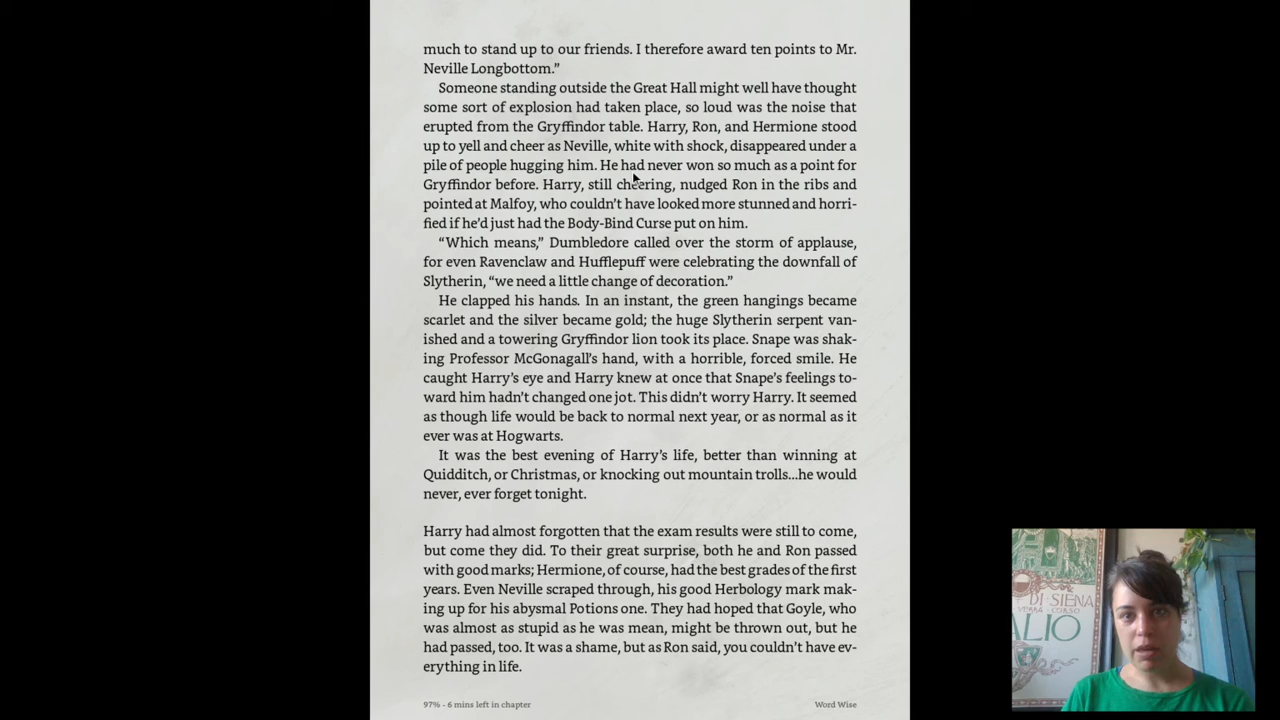 much to stand up to our friends. I therefore award ten points to Mr.
Neville Longbottom.”
Someone standing outside the Great Hall might well have thought
some sort of explosion had taken place, so loud was the noise that
erupted from the Gryffindor table. Harry, Ron, and Hermione stood
up to yell and cheer as Neville, white with shock, disappeared under a
pile of people hugging him. He had never won so much as a point for
Gryffindor before. Harry, still cheering, nudged Ron in the ribs and
pointed at Malfoy, who couldn’t have looked more stunned and horri-
fied if he’d just had the Body-Bind Curse put on him.
“Which means,” Dumbledore called over the storm of applause,
for even Ravenclaw and Hufflepuff were celebrating the downfall of
Slytherin, “we need a little change of decoration.”
He clapped his hands. In an instant, the green hangings became
scarlet and the silver became gold; the huge Slytherin serpent van-
ished and a towering Gryffindor lion took its place. Snape was shak-
ing Professor McGonagall’s hand, with a horrible, forced smile. He
caught Harry’s eye and Harry knew at once that Snape’s feelings to-
ward him hadn’t changed one jot. This didn’t worry Harry. It seemed
as though life would be back to normal next year, or as normal as it
ever was at Hogwarts.
It was the best evening of Harry’s life, better than winning at
Quidditch, or Christmas, or knocking out mountain trolls...he would
never, ever forget tonight.
Harry had almost forgotten that the exam results were still to come,
but come they did. To their great surprise, both he and Ron passed
with good marks; Hermione, of course, had the best grades of the first
years. Even Neville scraped through, his good Herbology mark mak-
ing up for his abysmal Potions one. They had hoped that Goyle, who
was almost as stupid as he was mean, might be thrown out, but he
had passed, too. It was a shame, but as Ron said, you couldn’t have ev-
erything in life.
97% - 6 mins left in chapter
Word Wise
DI SIENA
TERRA CORSO
ALIO